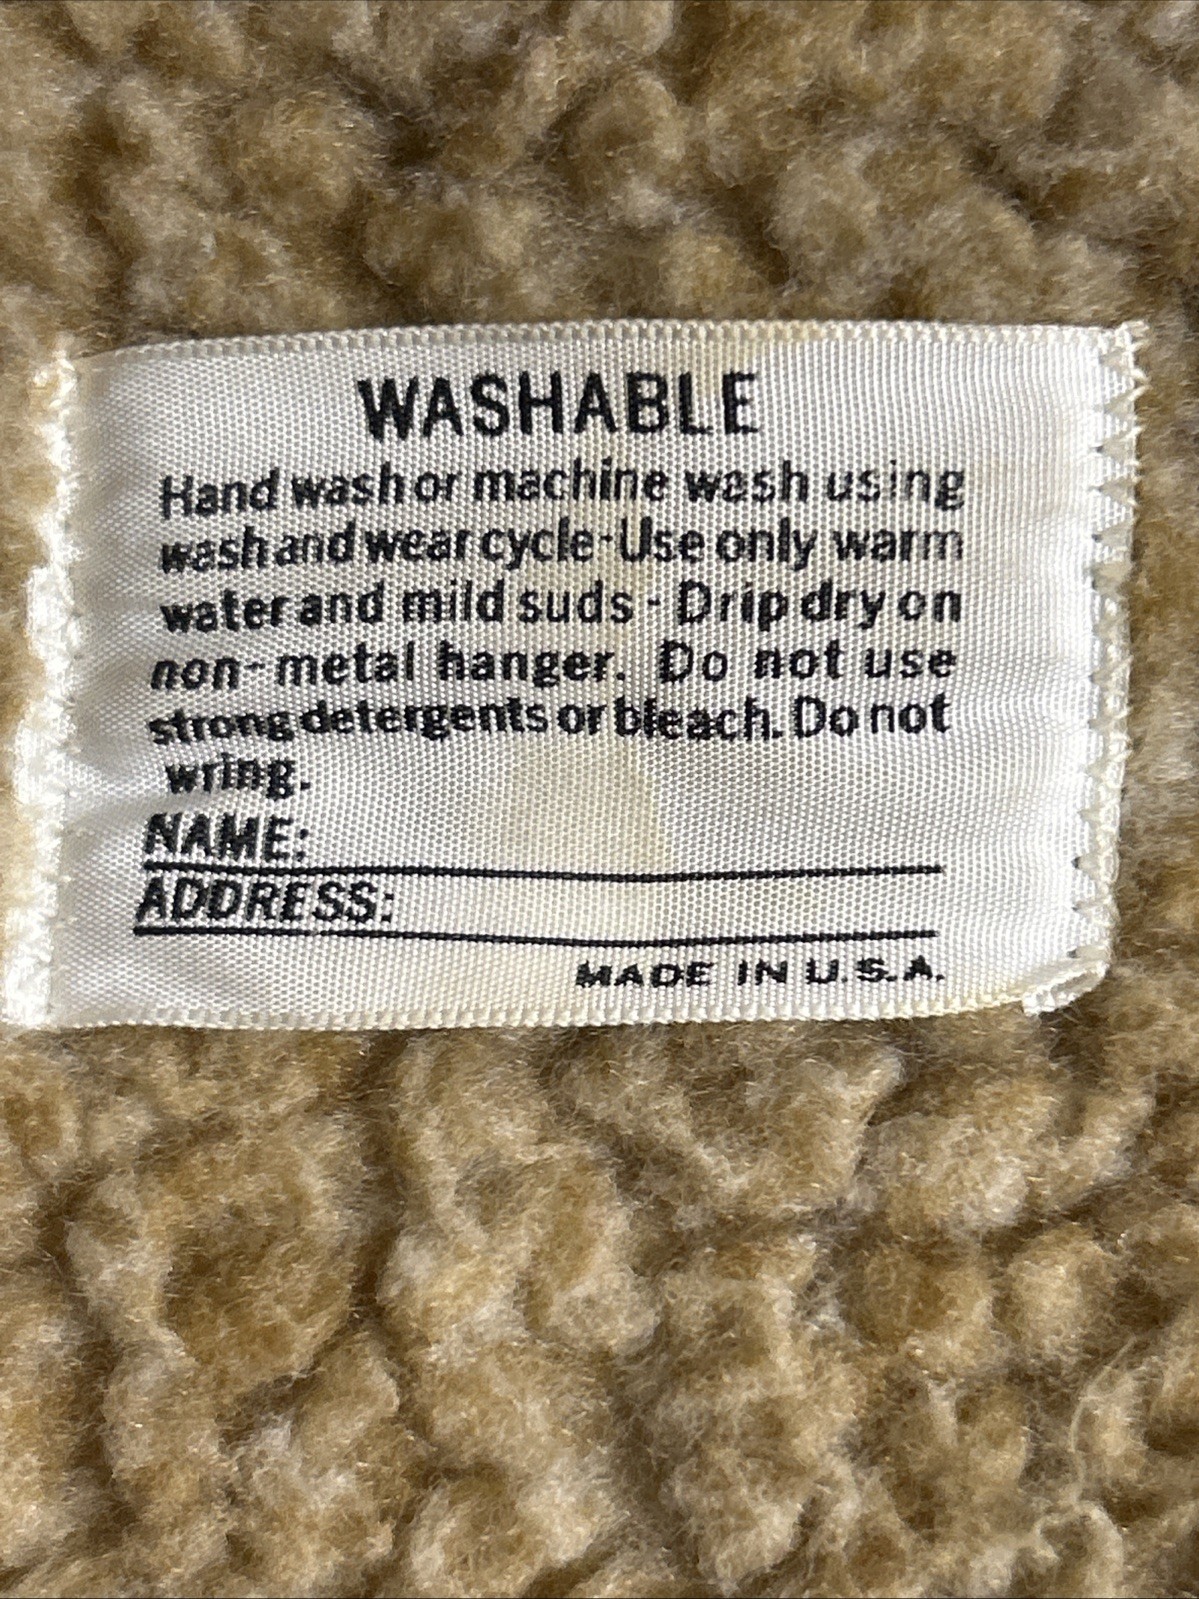 WASHABLE
Hand wash or machine wash using
wash and wear cycle - Use only warm
water and mild suds - Drip dry on
non-metal hanger. Do not use
strong detergents or bleach. Do not
wring.
NAME:
ADDRESS:
MADE IN U.S.A.